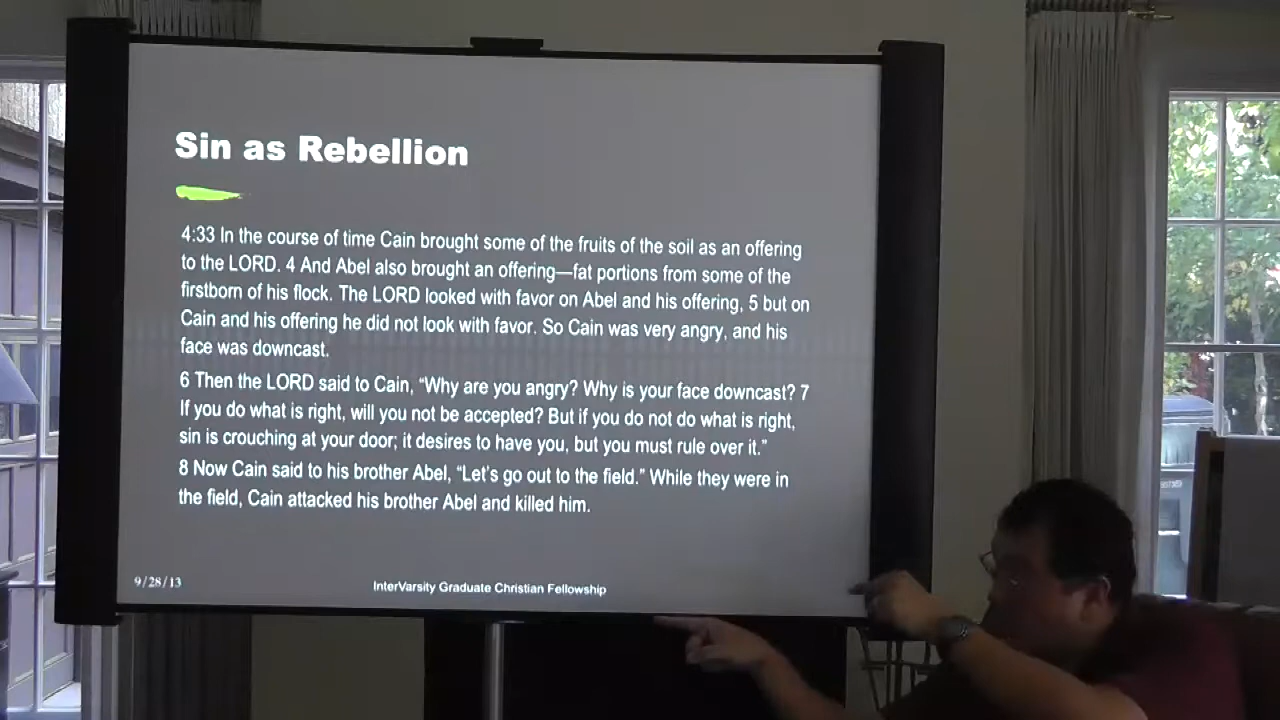 Sin as Rebellion
4:33 In the course of time Cain brought some of the fruits of the soil as an offering
to the LORD. 4 And Abel also brought an offering—fat portions from some of the
firstborn of his flock. The LORD looked with favor on Abel and his offering, 5 but on
Cain and his offering he did not look with favor. So Cain was very angry, and his
face was downcast.
6 Then the LORD said to Cain, “Why are you angry? Why is your face downcast? 7
If you do what is right, will you not be accepted? But if you do not do what is right,
sin is crouching at your door; it desires to have you, but you must rule over it.”
8 Now Cain said to his brother Abel, “Let’s go out to the field.” While they were in
the field, Cain attacked his brother Abel and killed him.
9/28/13
InterVarsity Graduate Christian Fellowship